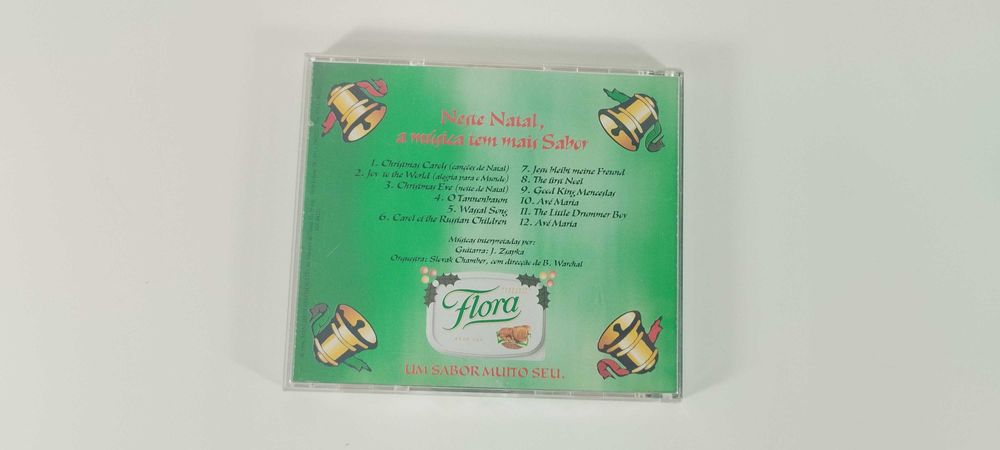 Neste Natal,
a música tem mais Sabor
1. Christmas Carols (canções de Natal)
2. Joy to the World (alegria para o Mundo)
3. Christmas Eve (noite de Natal)
4. O Tannenbaum
5. Wassal Song
6. Carol of the Russian Children
7. Jesu bleibt meine Freund
8. The first Noel
9. Good King Menceslas
10. Avé Maria
11. The Little Drummer Boy
12. Avé Maria
Músicas interpretadas por:
Guitarra: J. Zsapka
Orquestra: Slovak Chamber, com direcção de B. Warchal
Flora
UM SABOR MUITO SEU.